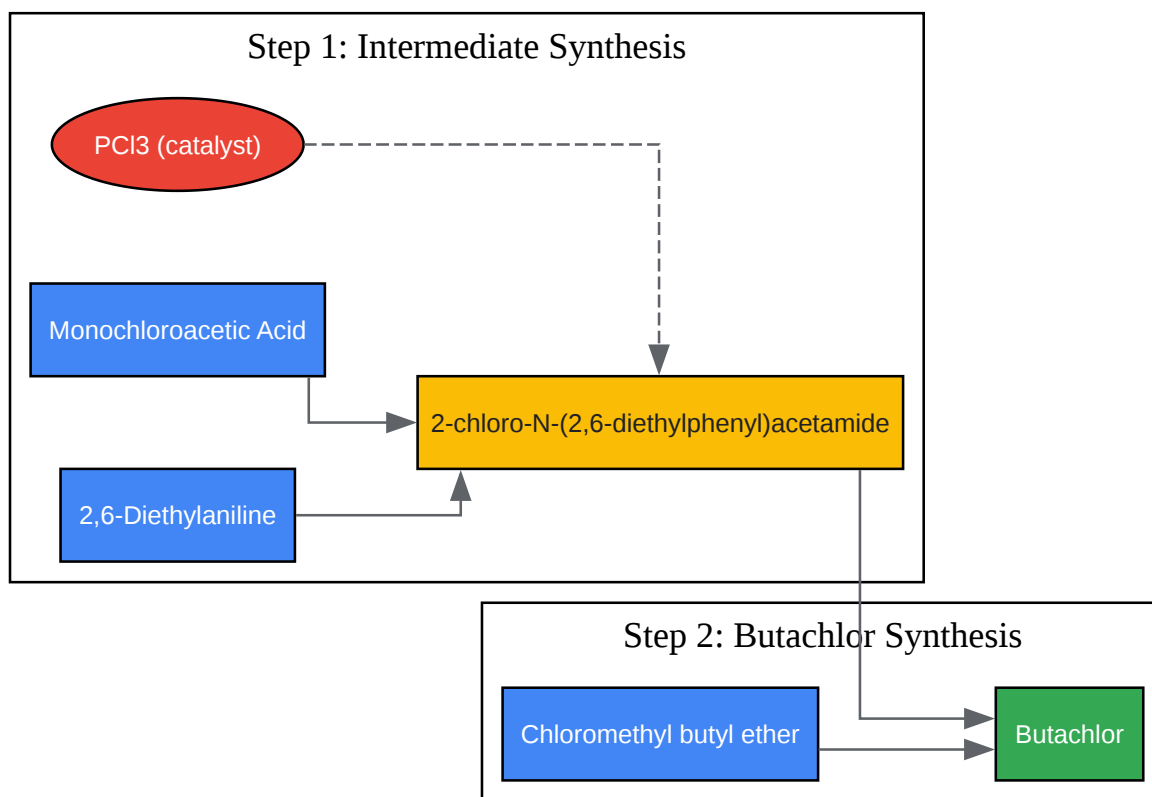 Step 1: Intermediate Synthesis
PCl3 (catalyst)
Monochloroacetic Acid
2-chloro-N-(2,6-diethylphenyl)acetamide
2,6-Diethylaniline
Step 2: Butachlor Synthesis
Chloromethyl butyl ether
Butachlor